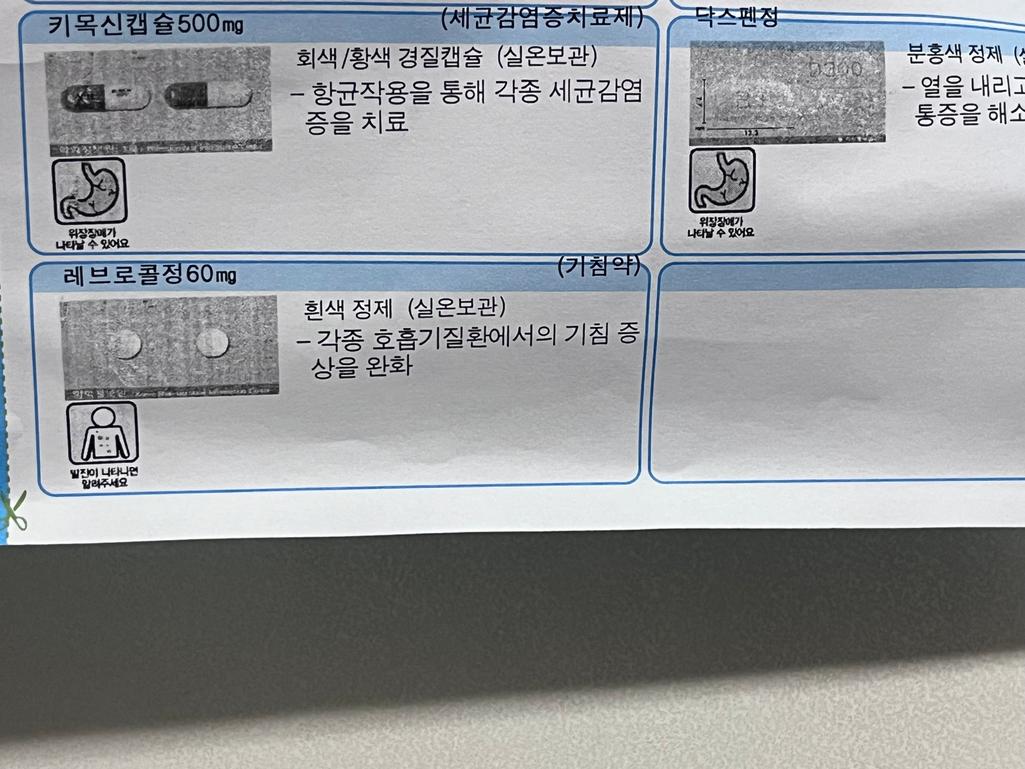 키목신캡슐500mg (세균감염증치료제)
회색/황색 경질캡슐 (실온보관)
- 항균작용을 통해 각종 세균감염
증을 치료
위장장애가
나타날 수 있어요
닥스펜정
분홍색 정제
- 열을 내리고
통증을 해소
13.3
위장장애가
나타날 수 있어요
레브로콜정60mg (기침약)
흰색 정제 (실온보관)
- 각종 호흡기질환에서의 기침 증
상을 완화
발진이 나타나면
알려주세요